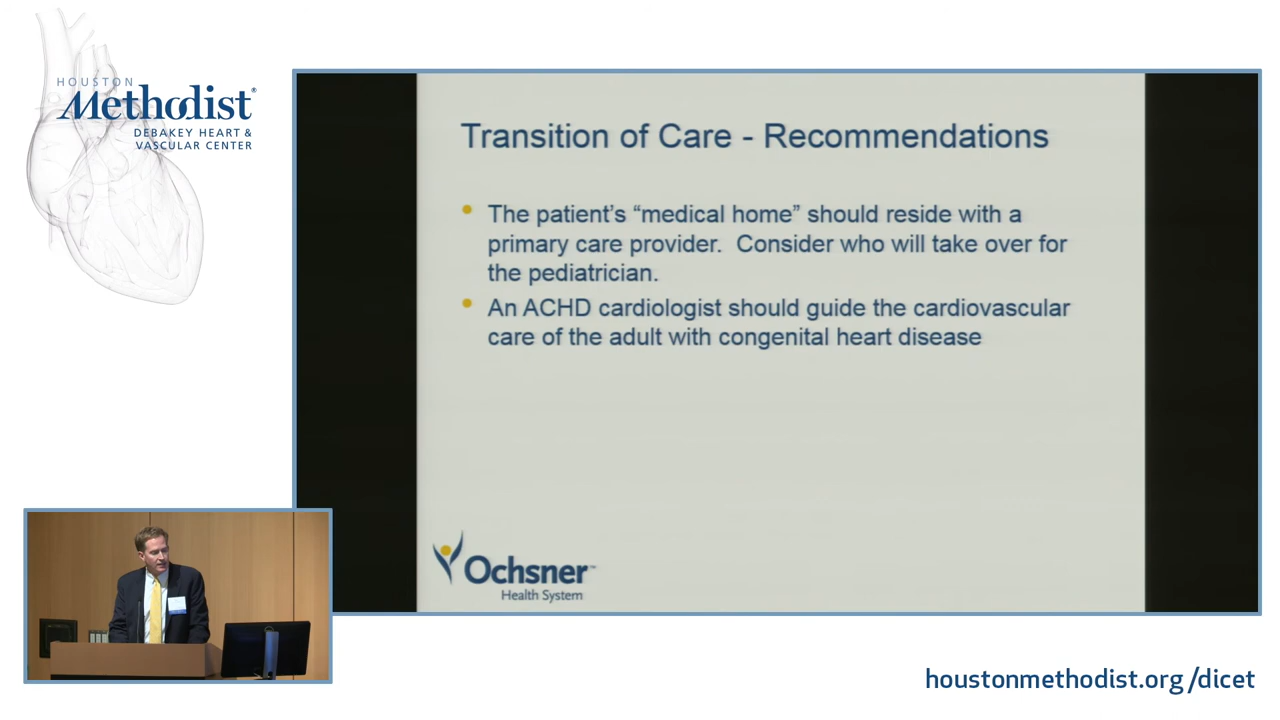 HOUSTON
Methodist®
DEBAKEY HEART &
VASCULAR CENTER
Transition of Care - Recommendations
• The patient’s “medical home” should reside with a
primary care provider.  Consider who will take over for
the pediatrician.
• An ACHD cardiologist should guide the cardiovascular
care of the adult with congenital heart disease
Ochsner™
Health System
houstonmethodist.org/dicet